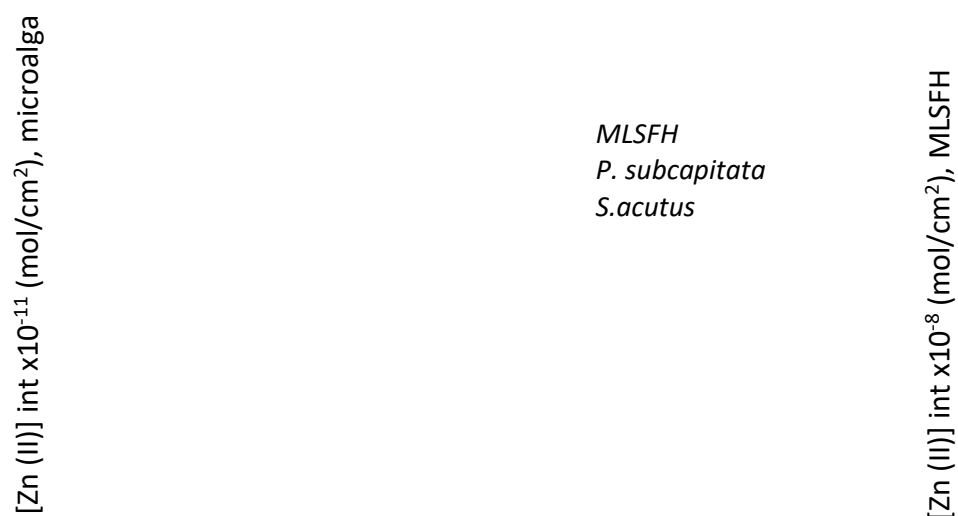 [Zn (II)] int x10⁻¹¹ (mol/cm²), microalga
MLSFH
P. subcapitata
S.acutus
[Zn (II)] int x10⁻⁸ (mol/cm²), MLSFH